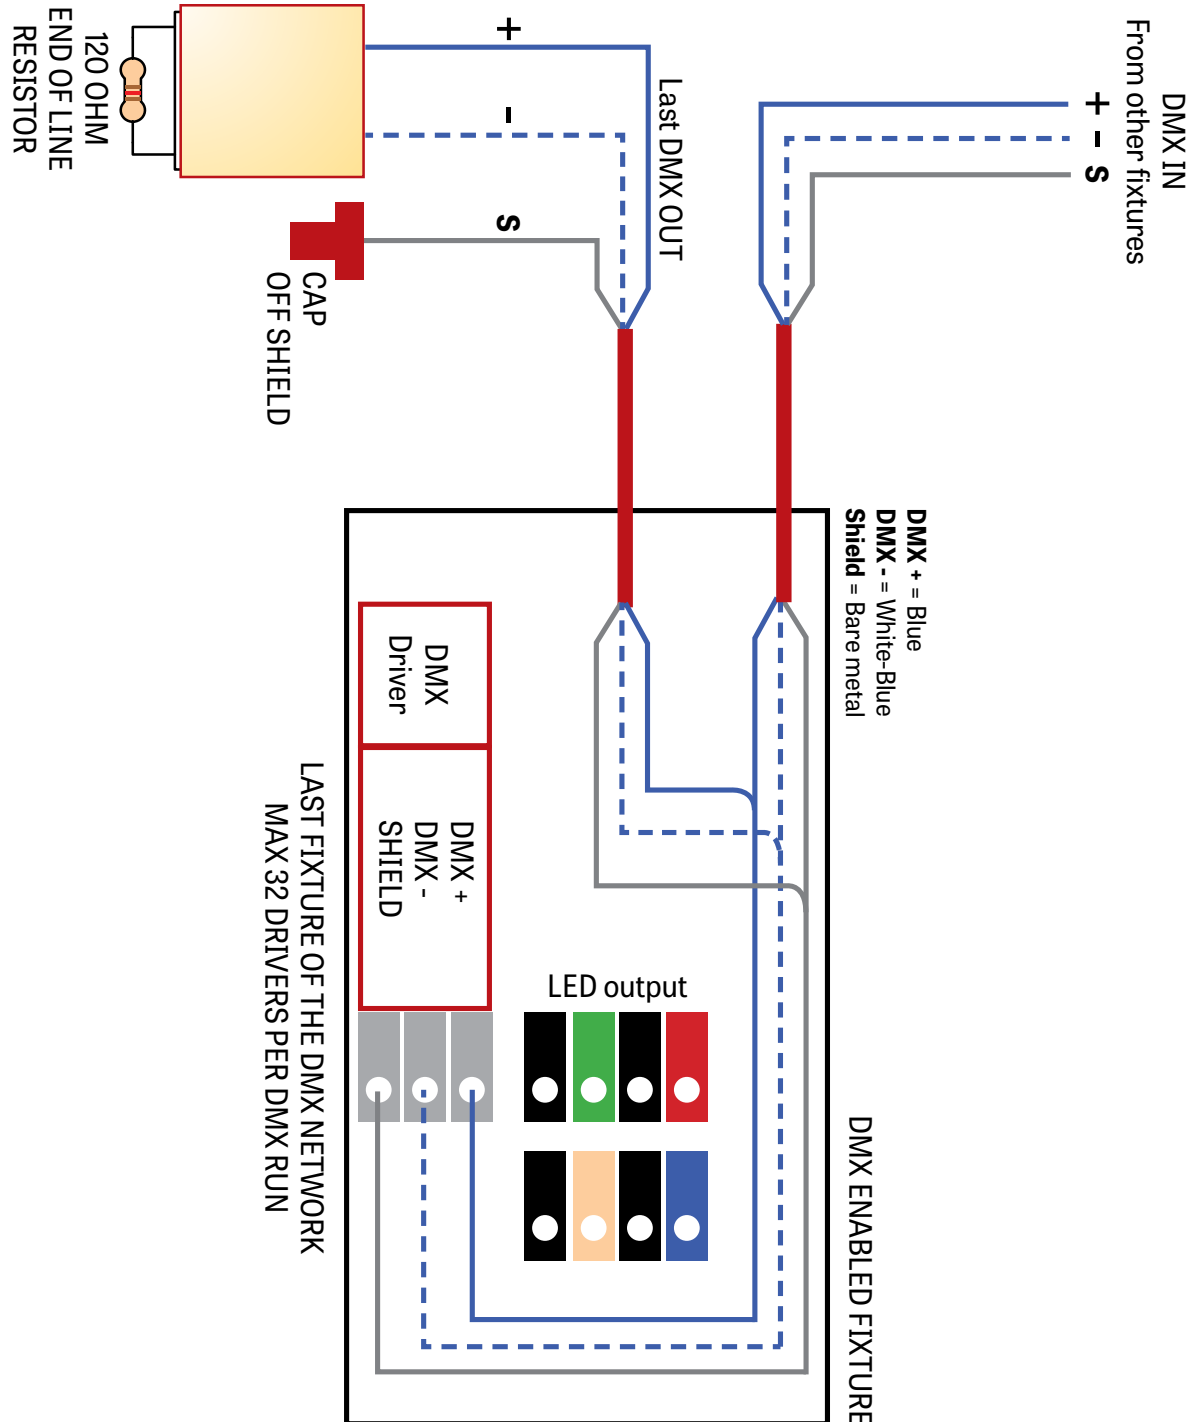 DMX IN
From other fixtures
+
-
S
Last DMX OUT
+
-
S
120 OHM
END OF LINE
RESISTOR
CAP
OFF SHIELD
DMX + = Blue
DMX - = White-Blue
Shield = Bare metal
DMX ENABLED FIXTURE
LED output
DMX
Driver
DMX +
DMX -
SHIELD
LAST FIXTURE OF THE DMX NETWORK
MAX 32 DRIVERS PER DMX RUN